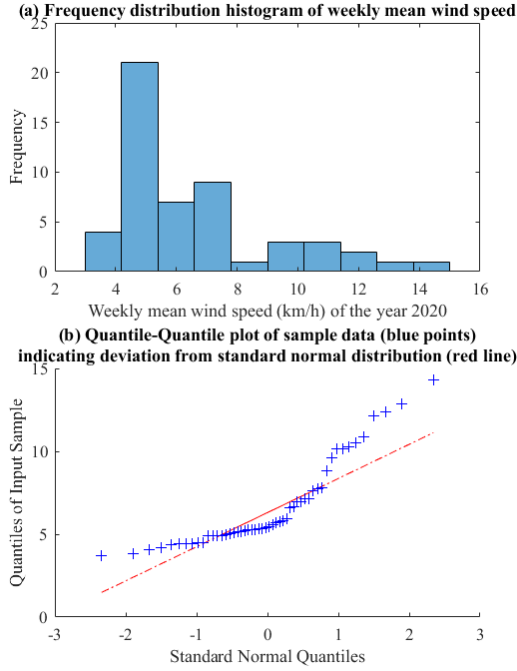 (a) Frequency distribution histogram of weekly mean wind speed
25
20
15
10
5
0
Frequency
2 4 6 8 10 12 14 16
Weekly mean wind speed (km/h) of the year 2020
(b) Quantile-Quantile plot of sample data (blue points)
indicating deviation from standard normal distribution (red line)
15
10
5
0
Quantiles of Input Sample
-3 -2 -1 0 1 2 3
Standard Normal Quantiles